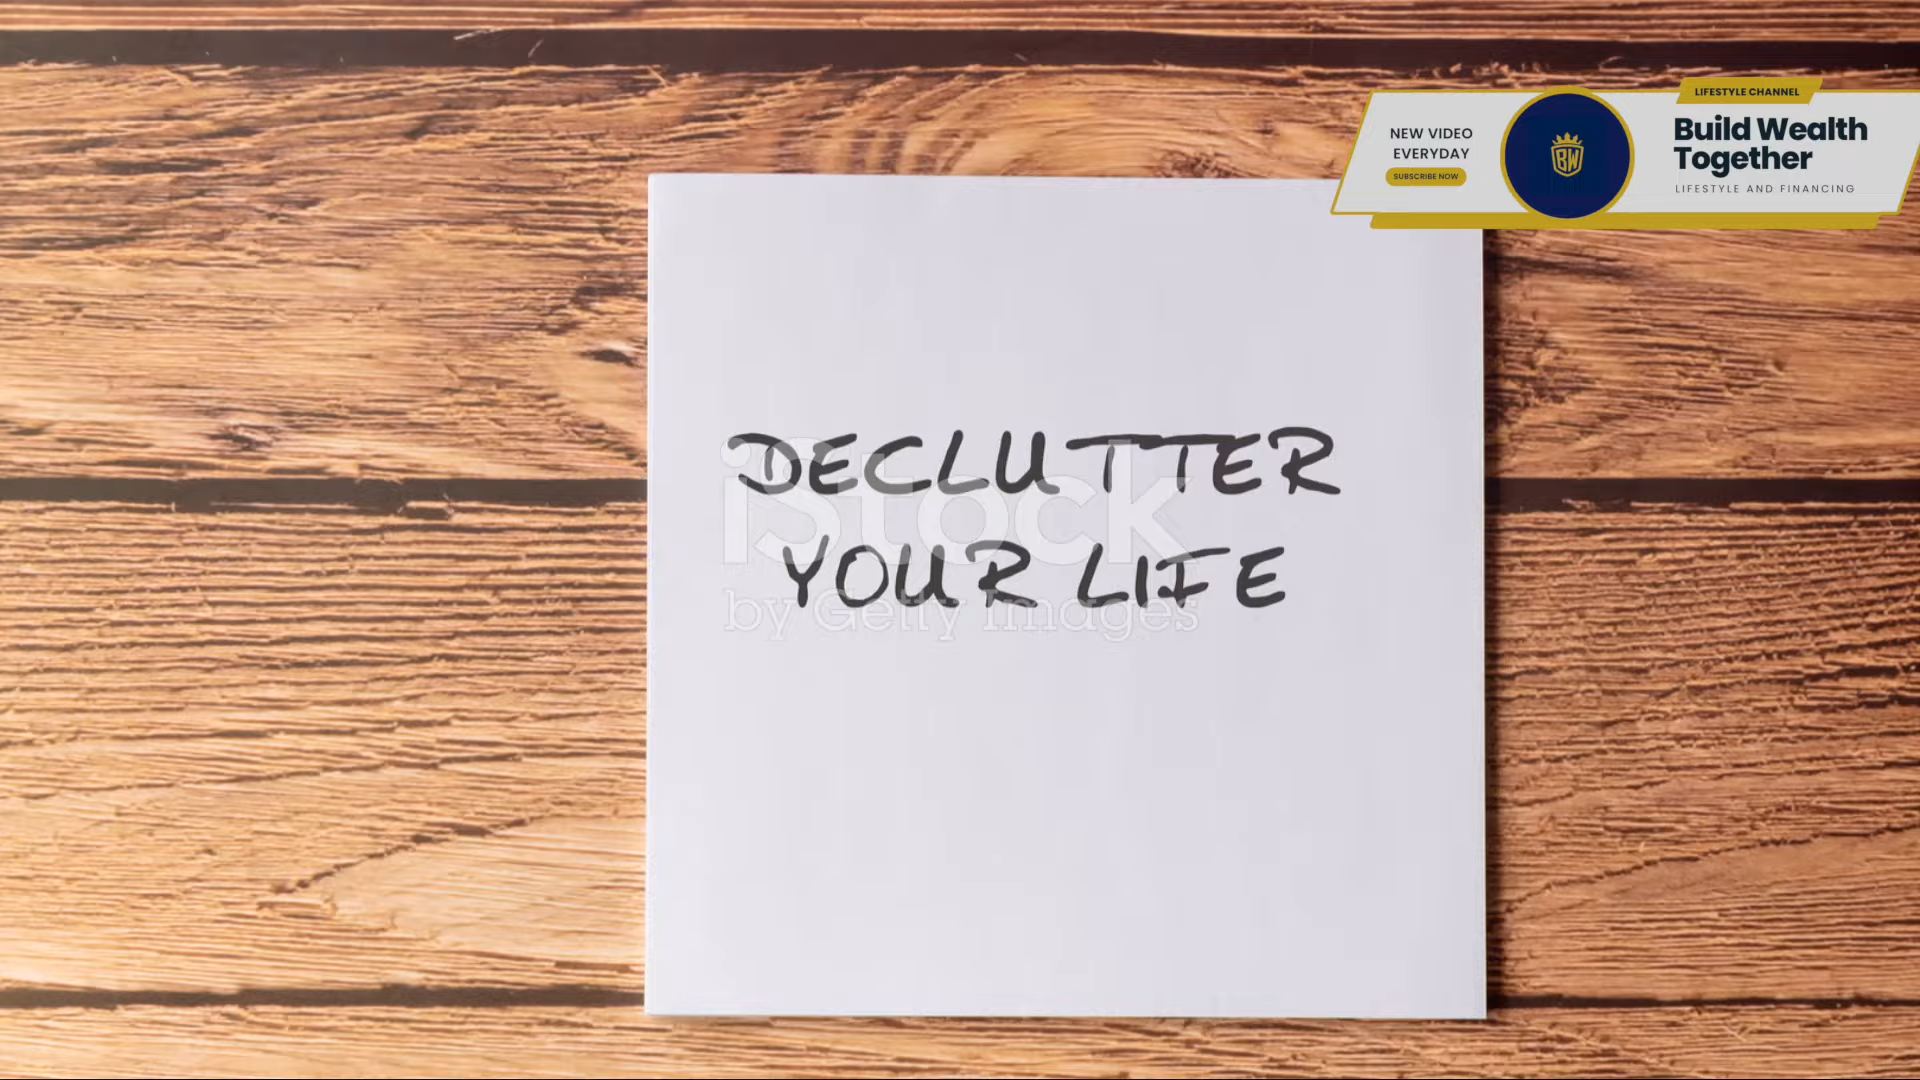 LIFESTYLE CHANNEL
NEW VIDEO
EVERYDAY
SUBSCRIBE NOW
BW
Build Wealth
Together
LIFESTYLE AND FINANCING
DECLUTTER
YOUR LIFE
iStock
by Getty Images